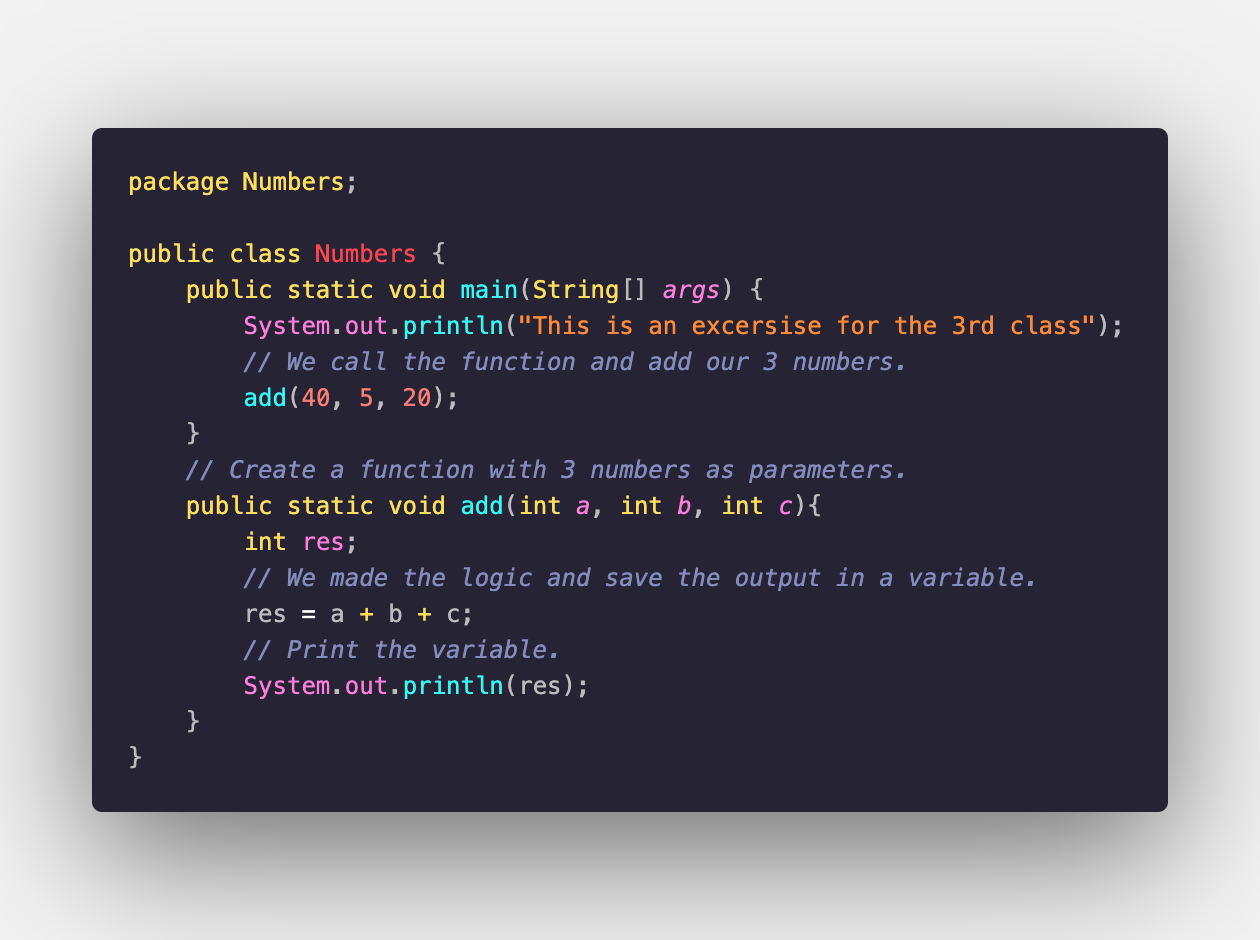 package Numbers;
public class Numbers {
    public static void main(String[] args) {
        System.out.println("This is an excersise for the 3rd class");
        // We call the function and add our 3 numbers.
        add(40, 5, 20);
    }
    // Create a function with 3 numbers as parameters.
    public static void add(int a, int b, int c){
        int res;
        // We made the logic and save the output in a variable.
        res = a + b + c;
        // Print the variable.
        System.out.println(res);
    }
}